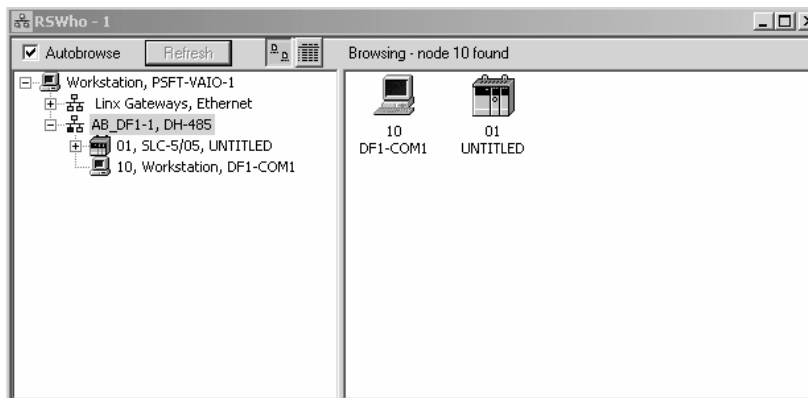 RSWho - 1
Autobrowse Refresh Browsing - node 10 found
Workstation, PSFT-VAIO-1
Linx Gateways, Ethernet
AB_DF1-1, DH-485
01, SLC-5/05, UNTITLED
10, Workstation, DF1-COM1
10 01
DF1-COM1 UNTITLED